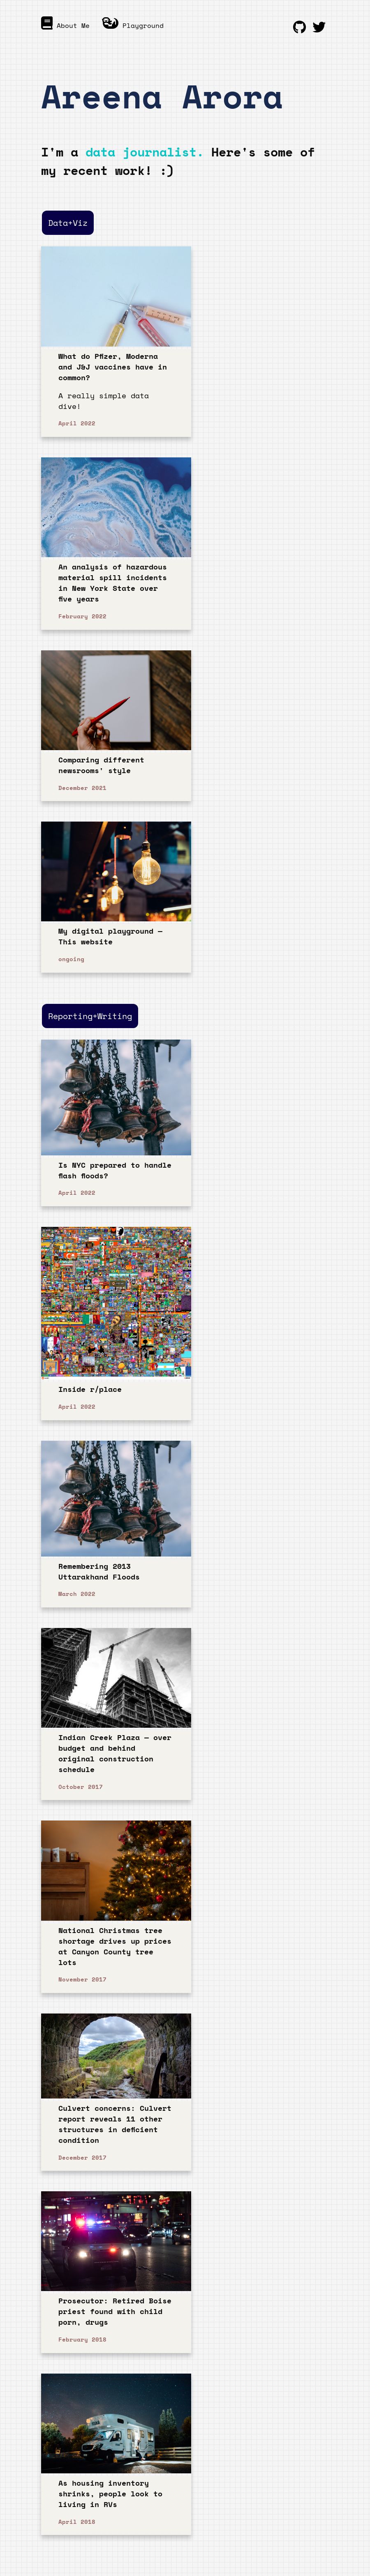 About Me Playground
Areena Arora
I'm a data journalist. Here's some of
my recent work! :)
Data+Viz
What do Pfizer, Moderna
and J&J vaccines have in
common?
A really simple data
dive!
April 2022
An analysis of hazardous
material spill incidents
in New York State over
five years
February 2022
Comparing different
newsrooms' style
December 2021
My digital playground —
This website
ongoing
Reporting+Writing
Is NYC prepared to handle
flash floods?
April 2022
Inside r/place
April 2022
Remembering 2013
Uttarakhand Floods
March 2022
Indian Creek Plaza — over
budget and behind
original construction
schedule
October 2017
National Christmas tree
shortage drives up prices
at Canyon County tree
lots
November 2017
Culvert concerns: Culvert
report reveals 11 other
structures in deficient
condition
December 2017
Prosecutor: Retired Boise
priest found with child
porn, drugs
February 2018
As housing inventory
shrinks, people look to
living in RVs
April 2018